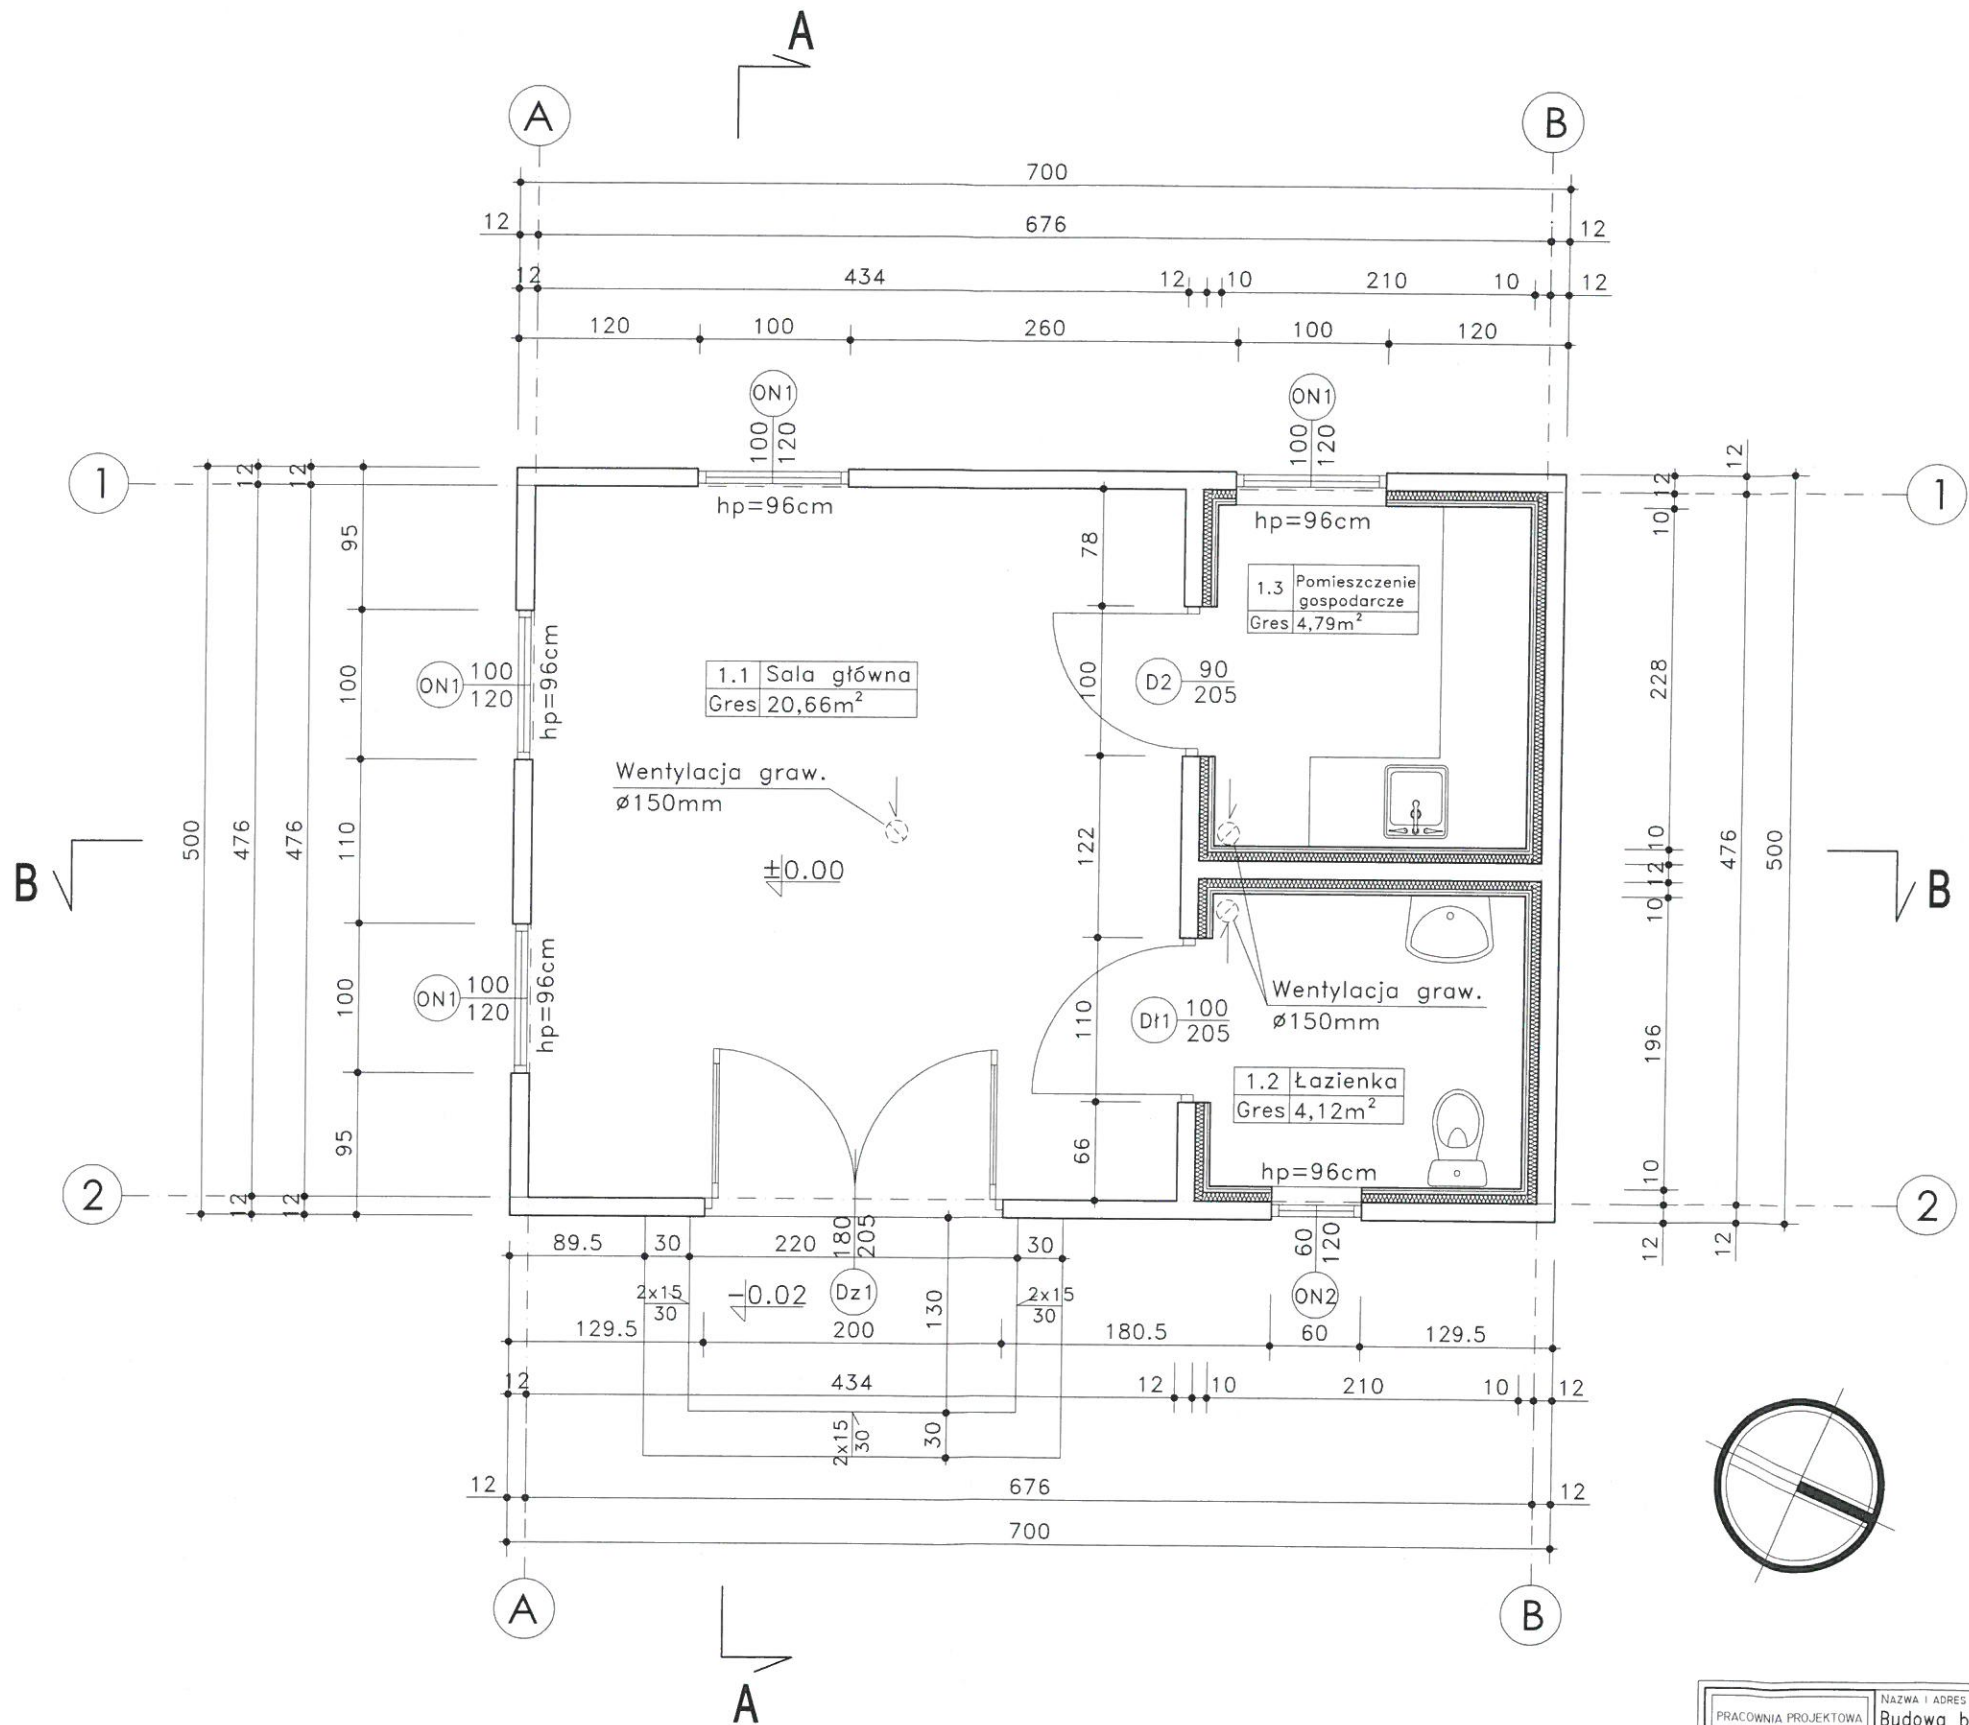 A
A
B
700
12
676
12
12
434
12
10
210
10
12
120
100
260
100
120
ON1
100
120
ON1
100
120
1
1
12
12
12
12
10
hp=96cm
hp=96cm
95
78
1.3
Pomieszczenie
gospodarcze
Gres
4,79m²
ON1
100
120
hp=96cm
100
1.1
Sala główna
Gres
20,66m²
100
D2
90
205
228
Wentylacja graw.
ø150mm
B
500
476
476
110
±0.00
122
10
12
10
476
500
B
ON1
100
120
hp=96cm
100
Wentylacja graw.
ø150mm
110
Dł1
100
205
196
1.2
Łazienka
Gres
4,12m²
95
66
hp=96cm
10
2
12
12
2
12
12
89.5
30
220
180
205
30
60
120
2x15
30
-0.02
Dz1
130
2x15
30
ON2
129.5
200
180.5
60
129.5
12
434
12
10
210
10
12
2x15
30
30
12
676
12
700
A
B
A
PRACOWNIA PROJEKTOWA
NAZWA I ADRES
Budowa b